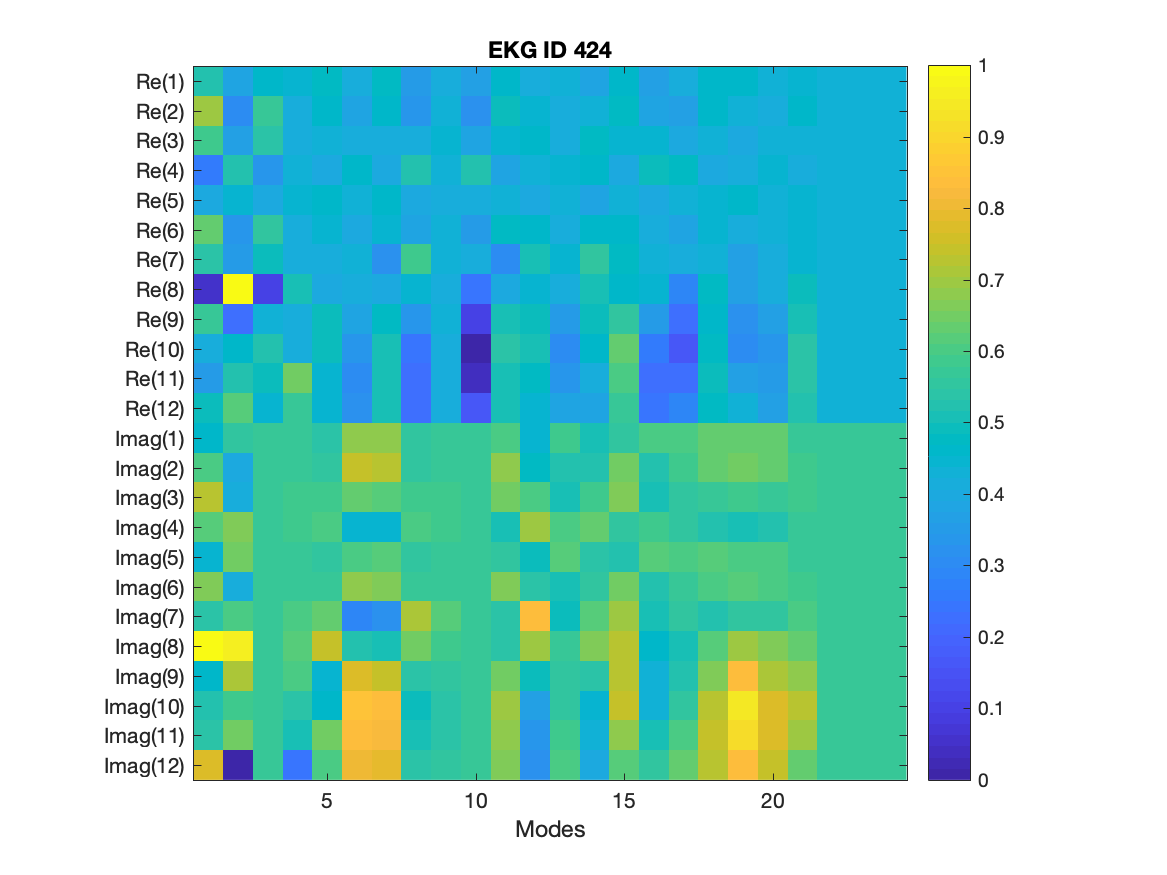 EKG ID 424
Re(1)
Re(2)
Re(3)
Re(4)
Re(5)
Re(6)
Re(7)
Re(8)
Re(9)
Re(10)
Re(11)
Re(12)
Imag(1)
Imag(2)
Imag(3)
Imag(4)
Imag(5)
Imag(6)
Imag(7)
Imag(8)
Imag(9)
Imag(10)
Imag(11)
Imag(12)
5 10 15 20
Modes
1
0.9
0.8
0.7
0.6
0.5
0.4
0.3
0.2
0.1
0